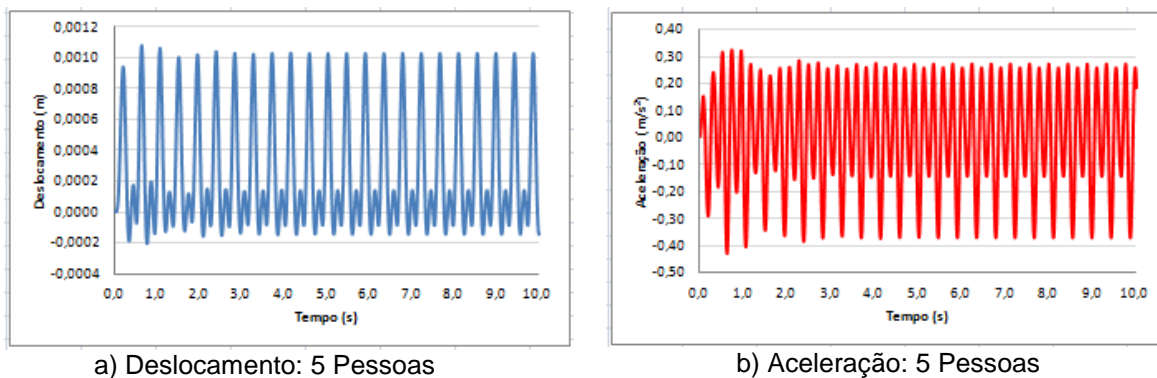 0,0012
0,0010
0,0008
0,0006
0,0004
0,0002
0,0000
-0,0002
-0,0004
Deslocamento (m)
0,0 1,0 2,0 3,0 4,0 5,0 6,0 7,0 8,0 9,0 10,0
Tempo (s)
a) Deslocamento: 5 Pessoas
0,40
0,30
0,20
0,10
0,00
-0,10
-0,20
-0,30
-0,40
-0,50
Aceleração (m/s²)
0,0 1,0 2,0 3,0 4,0 5,0 6,0 7,0 8,0 9,0 10,0
Tempo (s)
b) Aceleração: 5 Pessoas